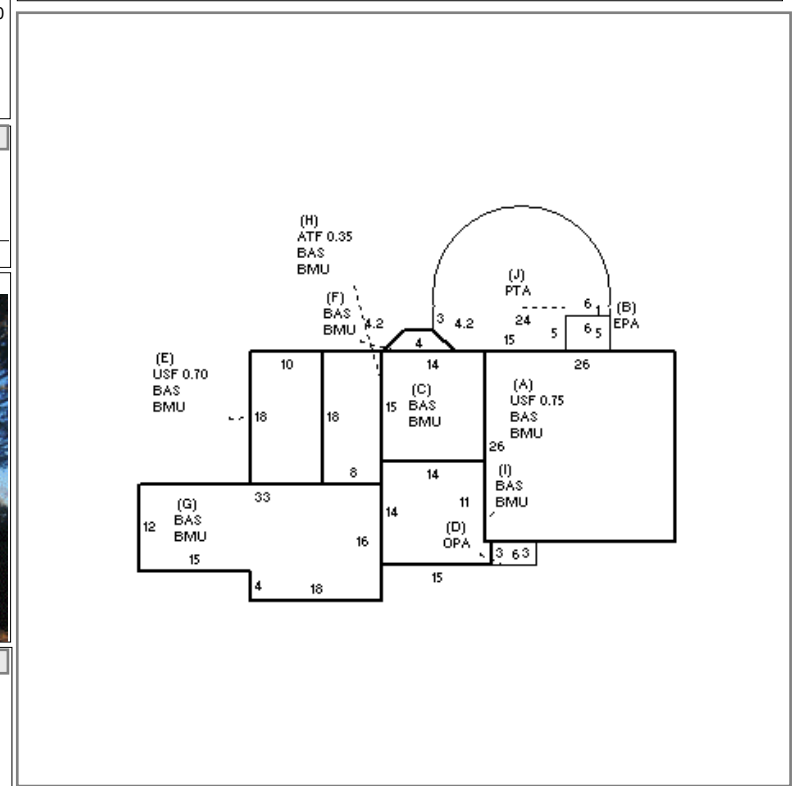 (H)
ATF 0.35
BAS
BMU
(J)
PTA
(F)
BAS
BMU
4.2
3
4.2
24
15
6
1
(B)
EPA
5
6
5
4
(E)
USF 0.70
BAS
BMU
10
14
26
18
18
15
(C)
BAS
BMU
(A)
USF 0.75
BAS
BMU
26
8
14
(I)
BAS
BMU
33
(G)
BAS
BMU
12
15
16
14
11
(D)
OPA
3
6
3
15
4
18